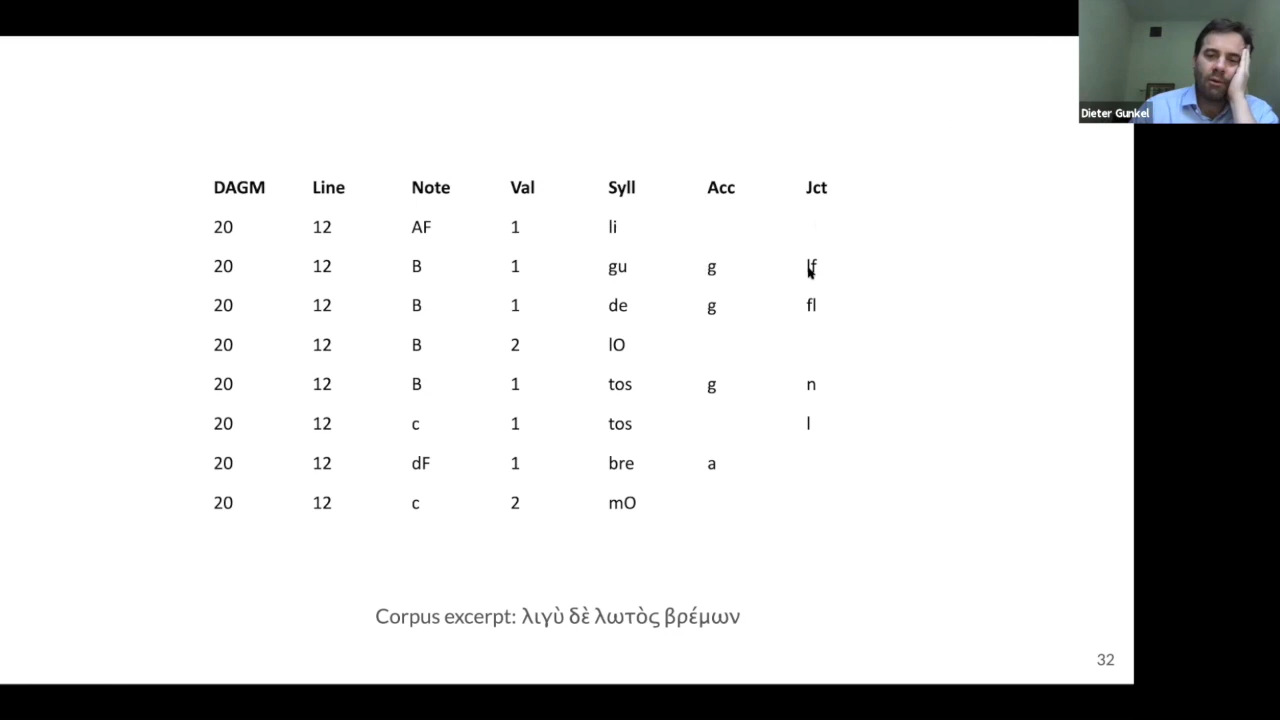 Dieter Gunkel
DAGM Line Note Val Syll Acc Jct
20 12 AF 1 li
20 12 B 1 gu g lf
20 12 B 1 de g fl
20 12 B 2 lO
20 12 B 1 tos g n
20 12 c 1 tos l
20 12 dF 1 bre a
20 12 c 2 mO
Corpus excerpt: λιγὺ δὲ λωτὸς βρέμων
32